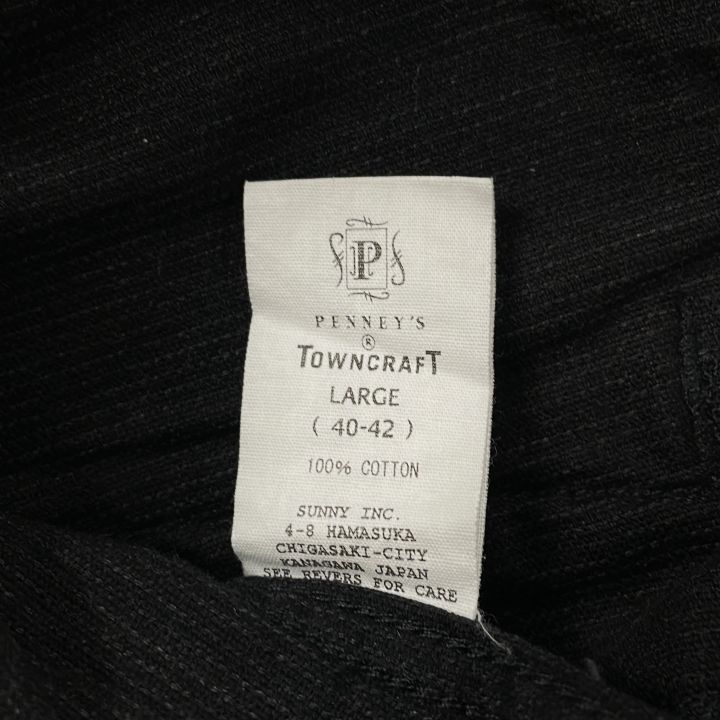 P
PENNEY'S
®
TOWNCRAFT
LARGE
( 40-42 )
100% COTTON
SUNNY INC.
4-8 HAMASUKA
CHIGASAKI-CITY
KANAGAWA JAPAN
SEE REVERS FOR CARE